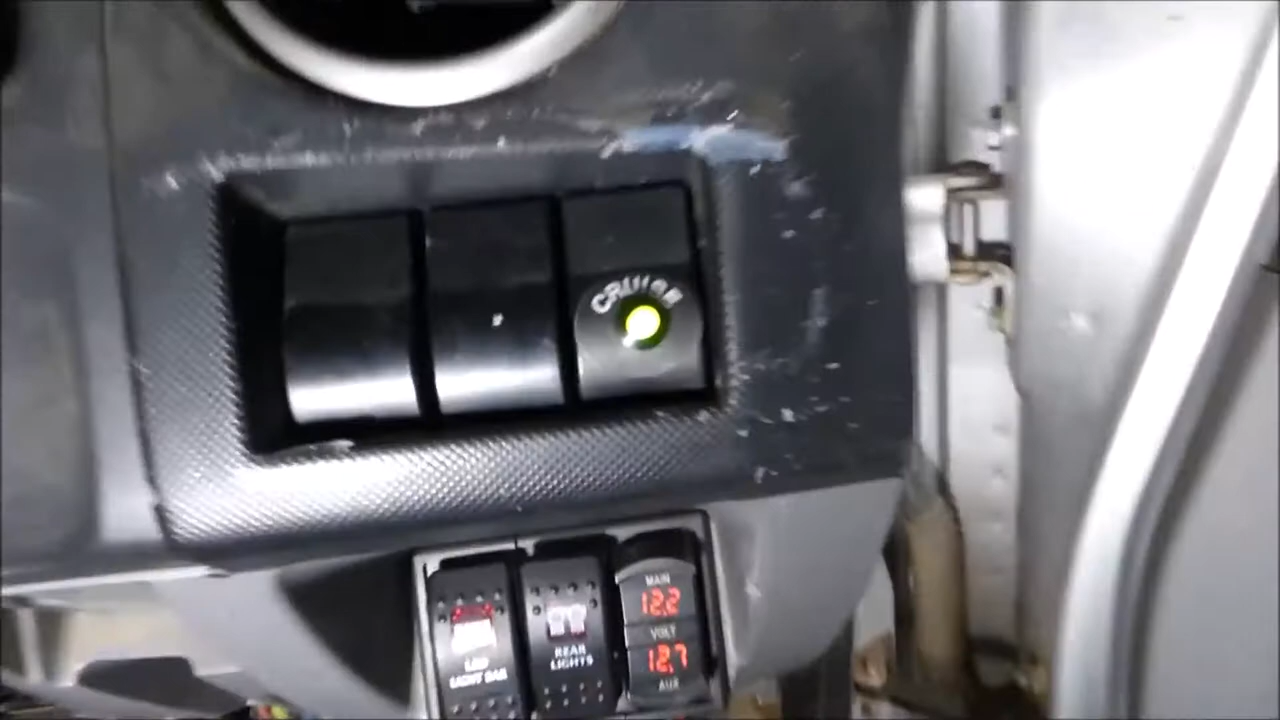 CRUISE
LED
LIGHT BAR
REAR
LIGHTS
MAIN
12.2
VOLT
12.7
AUX